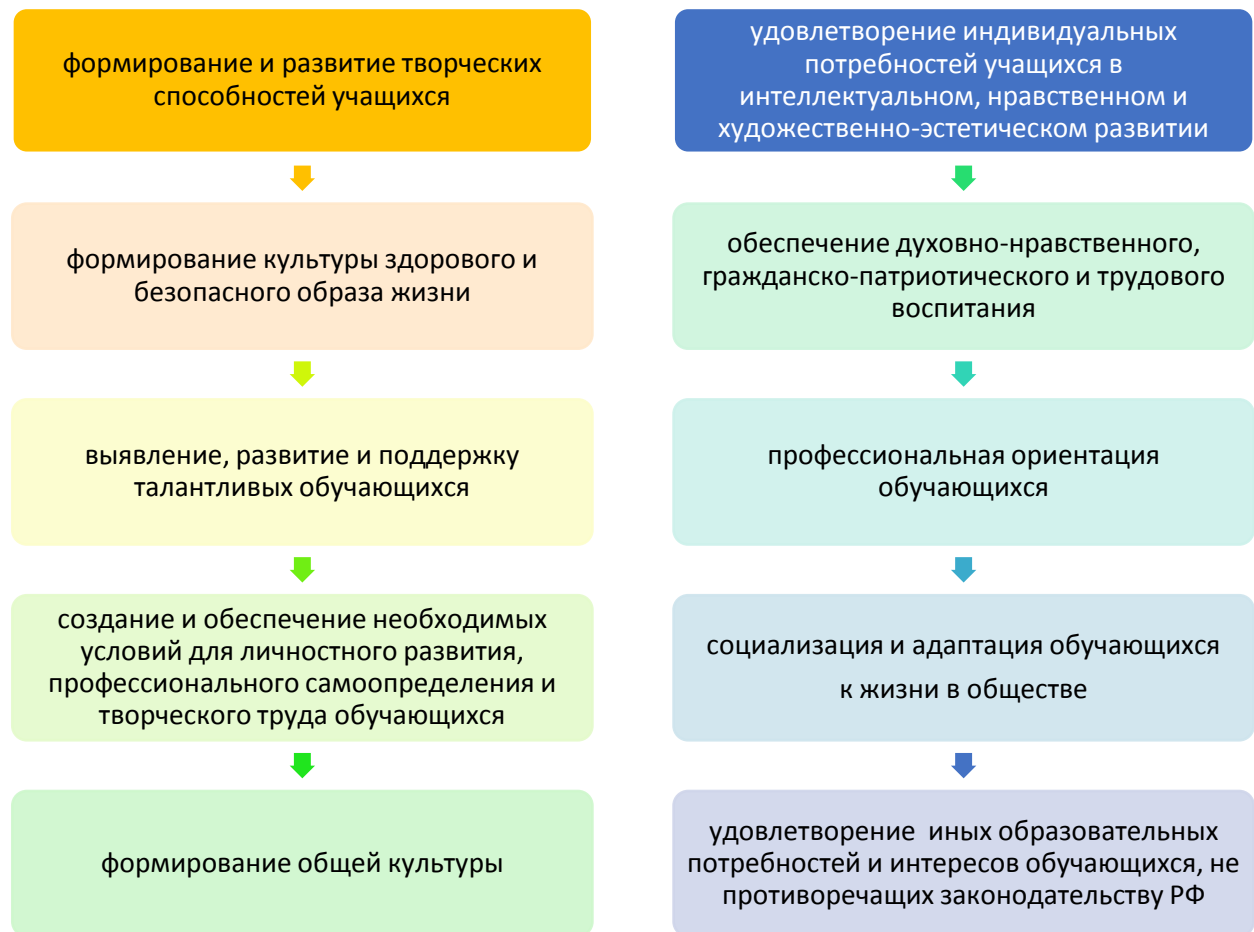 формирование и развитие творческих
способностей учащихся
формирование культуры здорового и
безопасного образа жизни
выявление, развитие и поддержку
талантливых обучающихся
создание и обеспечение необходимых
условий для личностного развития,
профессионального самоопределения и
творческого труда обучающихся
формирование общей культуры
удовлетворение индивидуальных
потребностей учащихся в
интеллектуальном, нравственном и
художественно-эстетическом развитии
обеспечение духовно-нравственного,
гражданско-патриотического и трудового
воспитания
профессиональная ориентация
обучающихся
социализация и адаптация обучающихся
к жизни в обществе
удовлетворение иных образовательных
потребностей и интересов обучающихся, не
противоречащих законодательству РФ